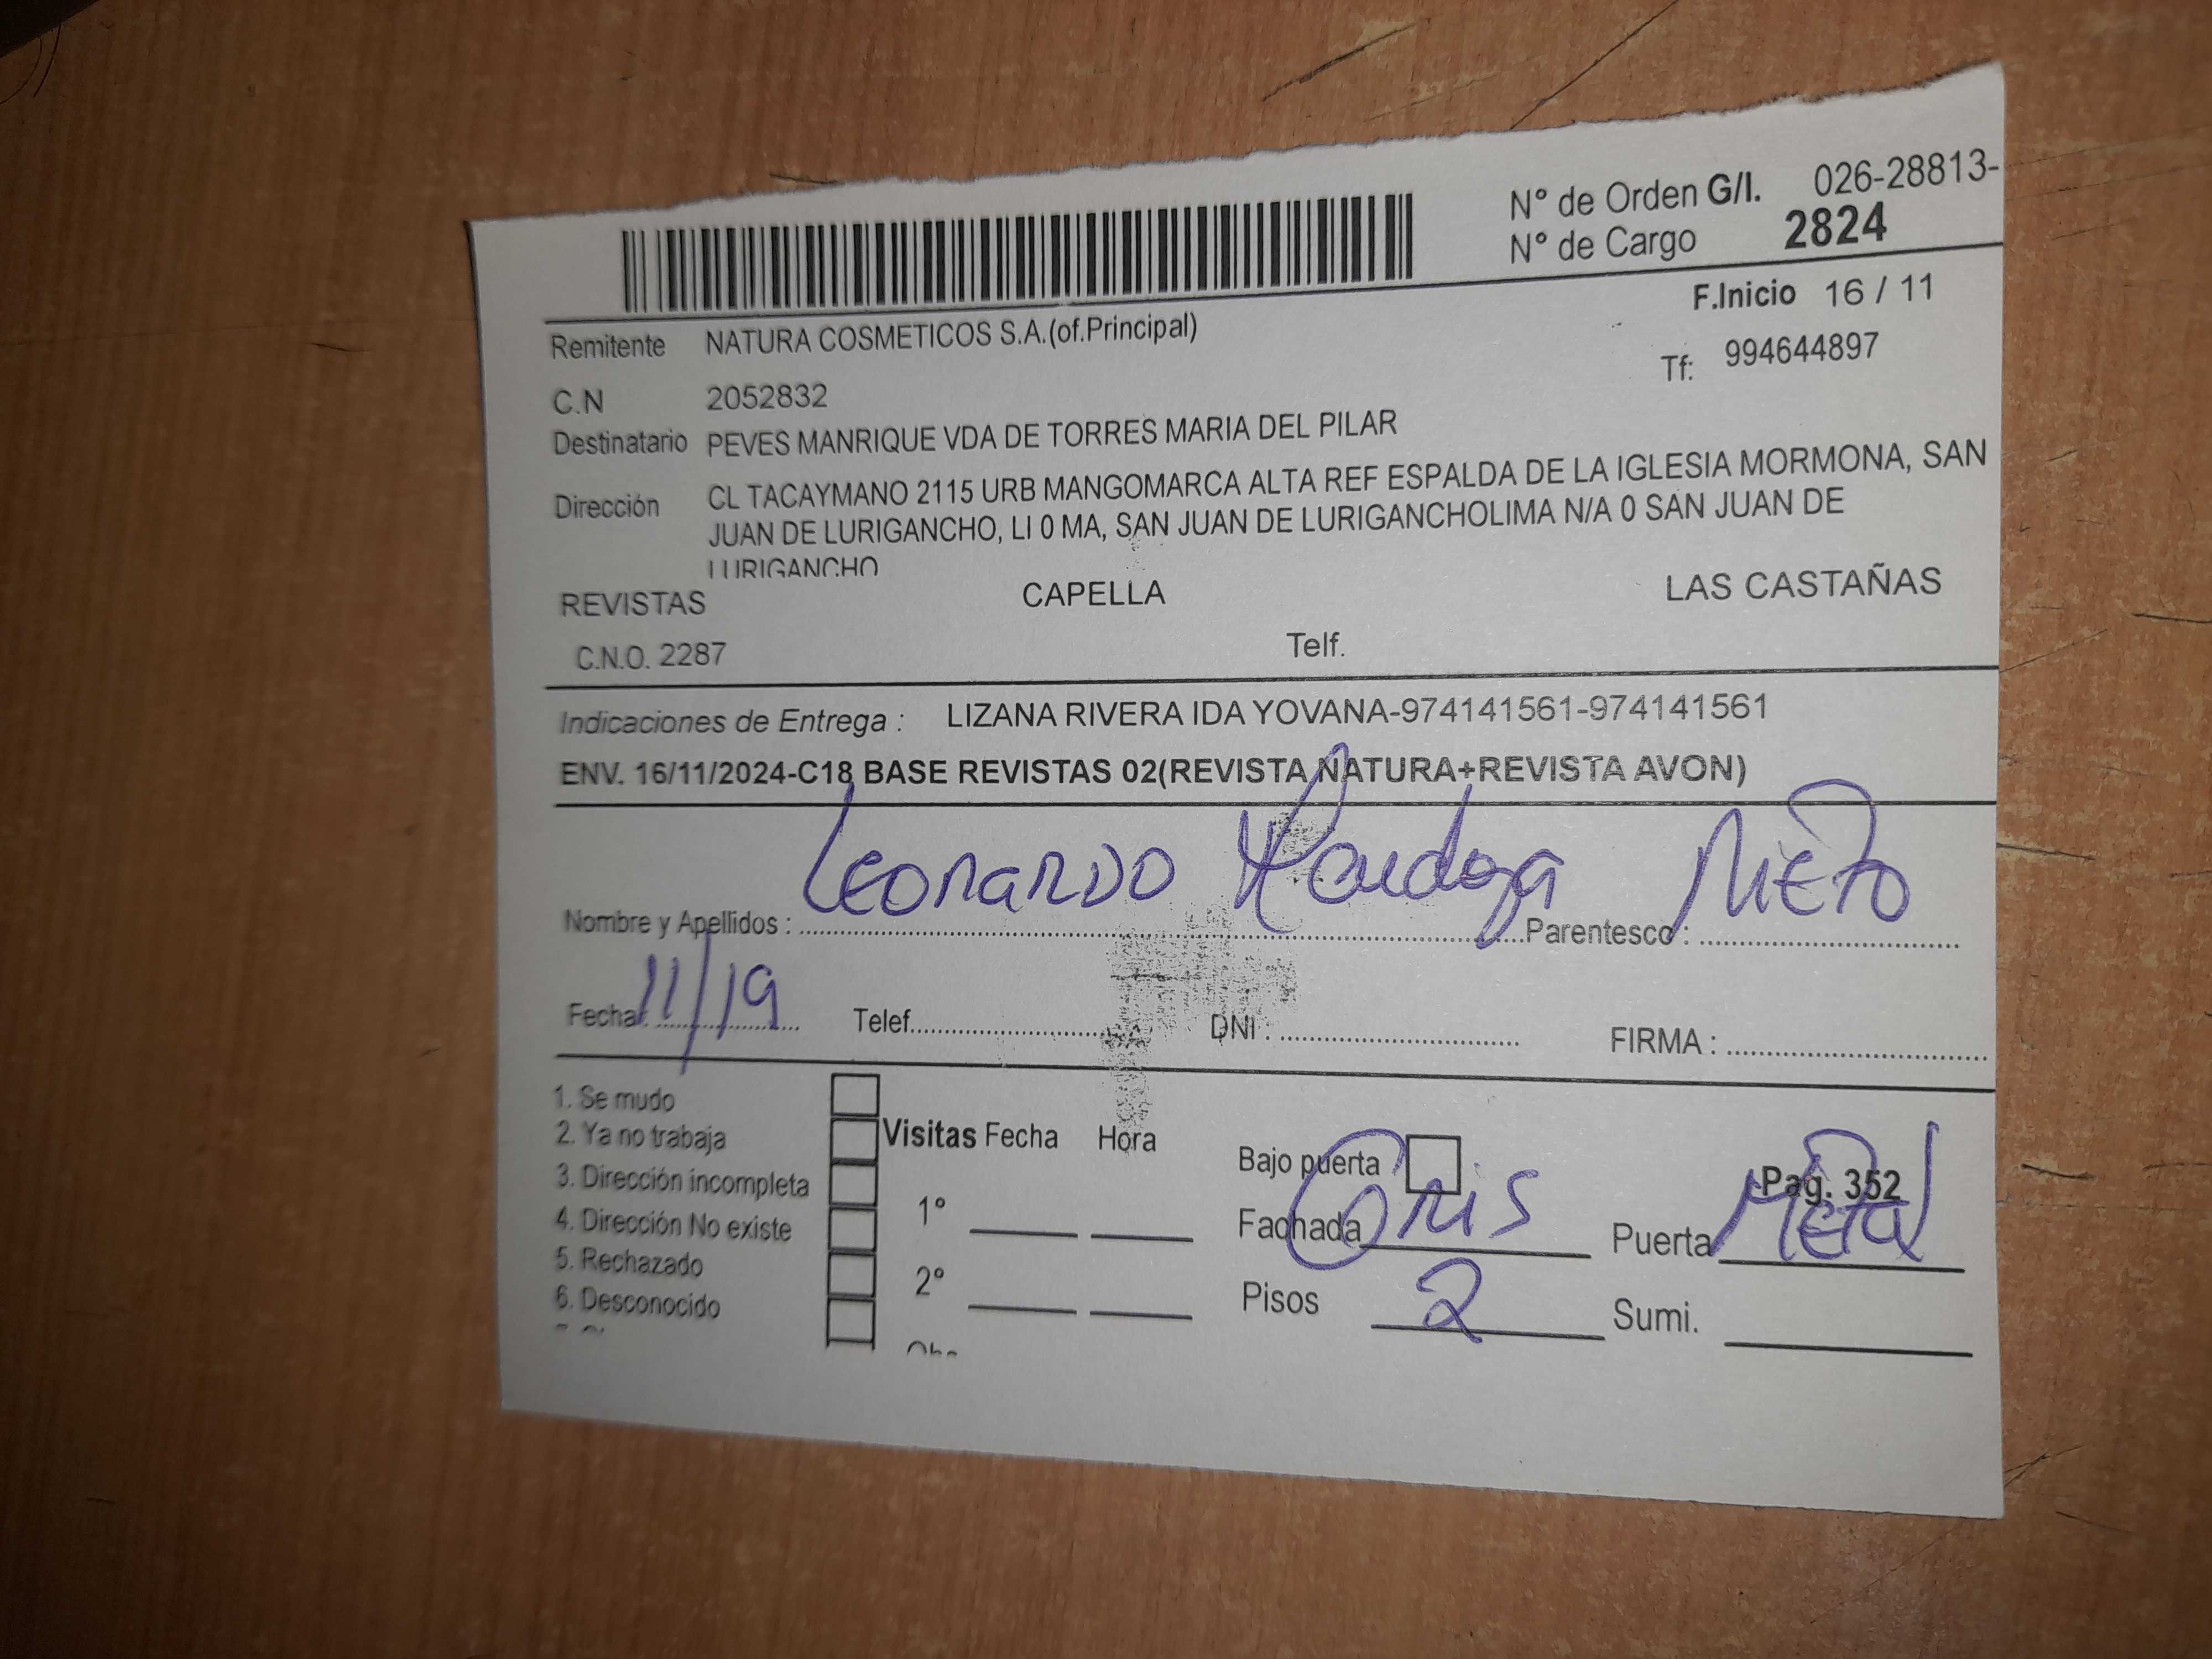 N° de Orden G/I. 026-28813-
N° de Cargo 2824
F.Inicio 16 / 11
Remitente NATURA COSMETICOS S.A.(of.Principal)
Tf: 994644897
C.N 2052832
Destinatario PEVES MANRIQUE VDA DE TORRES MARIA DEL PILAR
Dirección CL TACAYMANO 2115 URB MANGOMARCA ALTA REF ESPALDA DE LA IGLESIA MORMONA, SAN
JUAN DE LURIGANCHO, LI 0 MA, SAN JUAN DE LURIGANCHOLIMA N/A 0 SAN JUAN DE
LURIGANCHO
REVISTAS CAPELLA LAS CASTAÑAS
C.N.O. 2287 Telf.
Indicaciones de Entrega : LIZANA RIVERA IDA YOVANA-974141561-974141561
ENV. 16/11/2024-C18 BASE REVISTAS 02(REVISTA NATURA+REVISTA AVON)
Nombre y Apellidos : Leonardo Mendoza Parentesco : Nieto
Fecha: 11/19 Telef. DNI : FIRMA :
1. Se mudo
2. Ya no trabaja
3. Dirección incompleta
4. Dirección No existe
5. Rechazado
6. Desconocido
Visitas Fecha Hora
1°
2°
Bajo puerta
Pag. 352
Fachada Gris Puerta Metal
Pisos 2 Sumi.